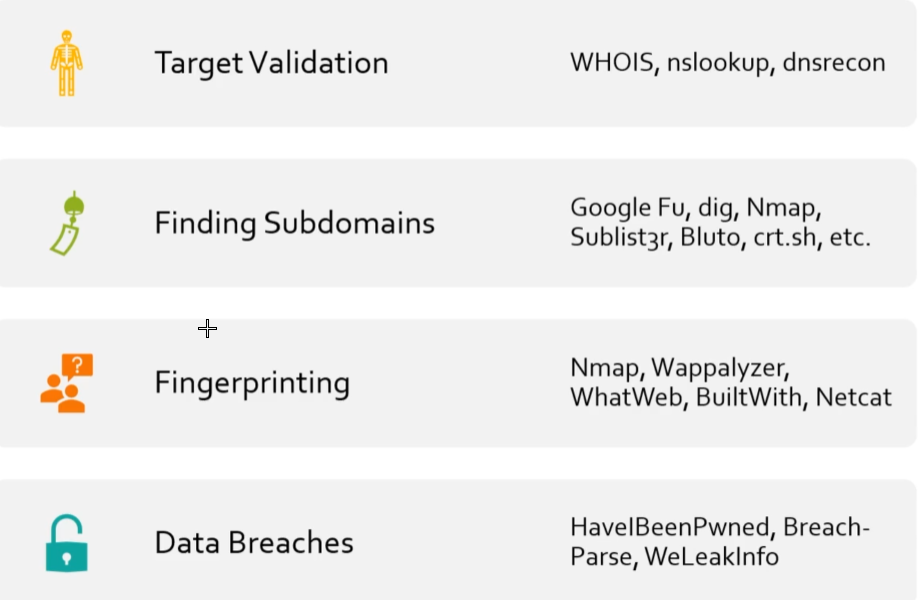 Target Validation
WHOIS, nslookup, dnsrecon
Finding Subdomains
Google Fu, dig, Nmap,
Sublist3r, Bluto, crt.sh, etc.
?
Fingerprinting
Nmap, Wappalyzer,
WhatWeb, BuiltWith, Netcat
Data Breaches
HaveIBeenPwned, Breach-
Parse, WeLeakInfo